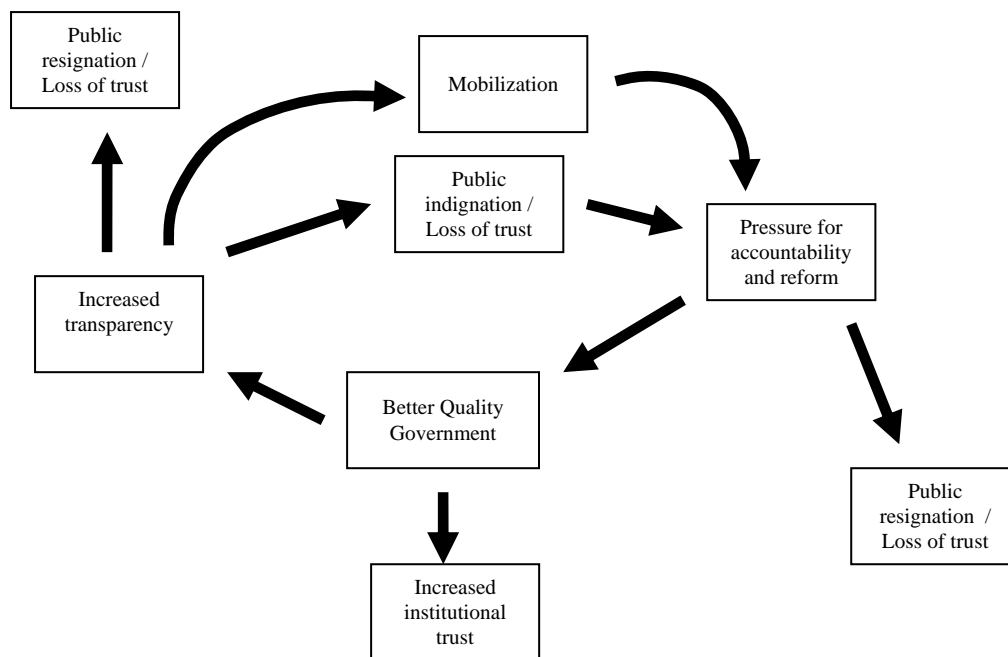 Public
resignation /
Loss of trust
Mobilization
Public
indignation /
Loss of trust
Pressure for
accountability
and reform
Increased
transparency
Better Quality
Government
Public
resignation  /
Loss of trust
Increased
institutional
trust